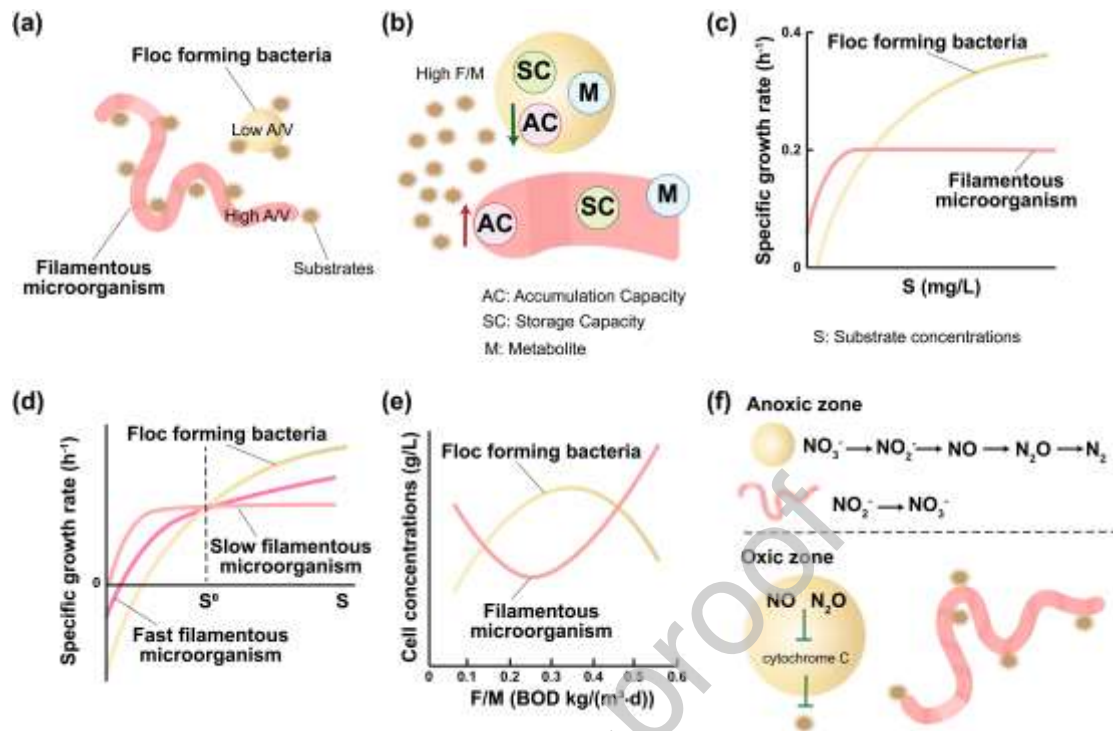 (a)
Floc forming bacteria
Low A/V
High A/V
Filamentous
microorganism
Substrates
(b)
High F/M
SC
M
AC
AC
SC
M
AC: Accumulation Capacity
SC: Storage Capacity
M: Metabolite
(c)
Specific growth rate (h⁻¹)
0.4
0.2
0
Floc forming bacteria
Filamentous
microorganism
S (mg/L)
S: Substrate concentrations
(d)
Specific growth rate (h⁻¹)
Floc forming bacteria
Slow filamentous
microorganism
0
S⁰
S
Fast filamentous
microorganism
(e)
Cell concentrations (g/L)
Floc forming bacteria
Filamentous
microorganism
0 0.1 0.2 0.3 0.4 0.5 0.6
F/M (BOD kg/(m³·d))
(f)
Anoxic zone
NO₃⁻ → NO₂⁻ → NO → N₂O → N₂
NO₂⁻ → NO₃⁻
Oxic zone
NO N₂O
cytochrome C
proof